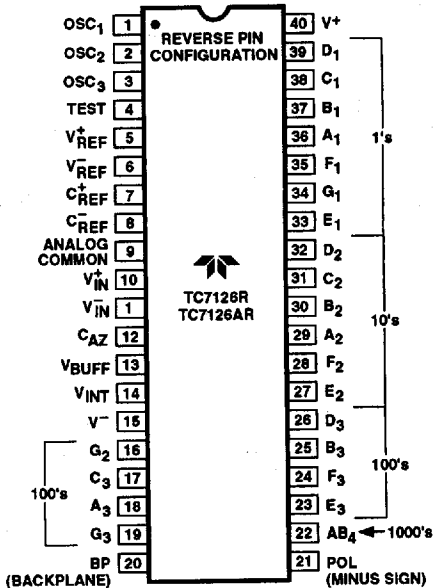 OSC1 1
OSC2 2
OSC3 3
TEST 4
V+REF 5
V−REF 6
C+REF 7
C−REF 8
ANALOG
COMMON 9
V+IN 10
V−IN 1
CAZ 12
VBUFF 13
VINT 14
V− 15
G2 16
C3 17
A3 18
G3 19
100's
BP 20
(BACKPLANE)
REVERSE PIN
CONFIGURATION
TC7126R
TC7126AR
40 V+
39 D1
38 C1
37 B1
36 A1
35 F1
34 G1
33 E1
1's
32 D2
31 C2
30 B2
29 A2
28 F2
27 E2
10's
26 D3
25 B3
24 F3
23 E3
100's
22 AB4 1000's
21 POL
(MINUS SIGN)